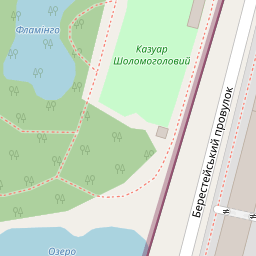 Фламінго
Казуар
Шоломоголовий
Берестейський провулок
Озеро